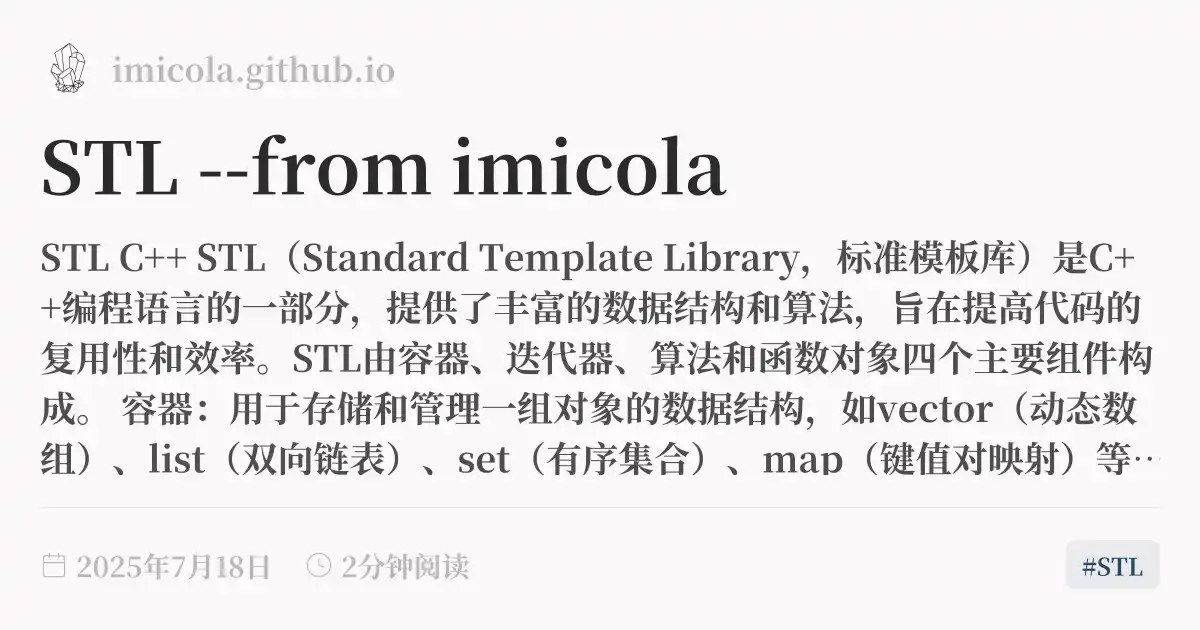 imicola.github.io
STL --from imicola
STL C++ STL（Standard Template Library，标准模板库）是C+
+编程语言的一部分，提供了丰富的数据结构和算法，旨在提高代码的
复用性和效率。STL由容器、迭代器、算法和函数对象四个主要组件构
成。 容器：用于存储和管理一组对象的数据结构，如vector（动态数
组）、list（双向链表）、set（有序集合）、map（键值对映射）等…
2025年7月18日 2分钟阅读
#STL